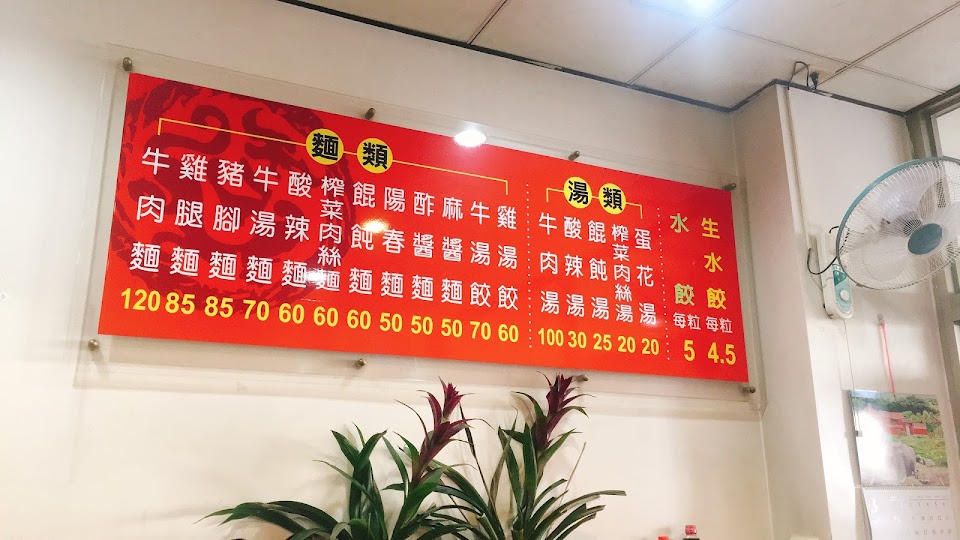 麵類
牛肉麵 120
雞腿麵 85
豬腳麵 85
牛湯麵 70
酸辣麵 60
榨菜肉絲麵 60
餛飩麵 60
陽春麵 50
酢醬麵 50
麻醬麵 50
牛湯餃 70
雞湯餃 60
湯類
牛肉湯 100
酸辣湯 30
餛飩湯 25
榨菜肉絲湯 20
蛋花湯 20
水餃 每粒 5
生水餃 每粒 4.5